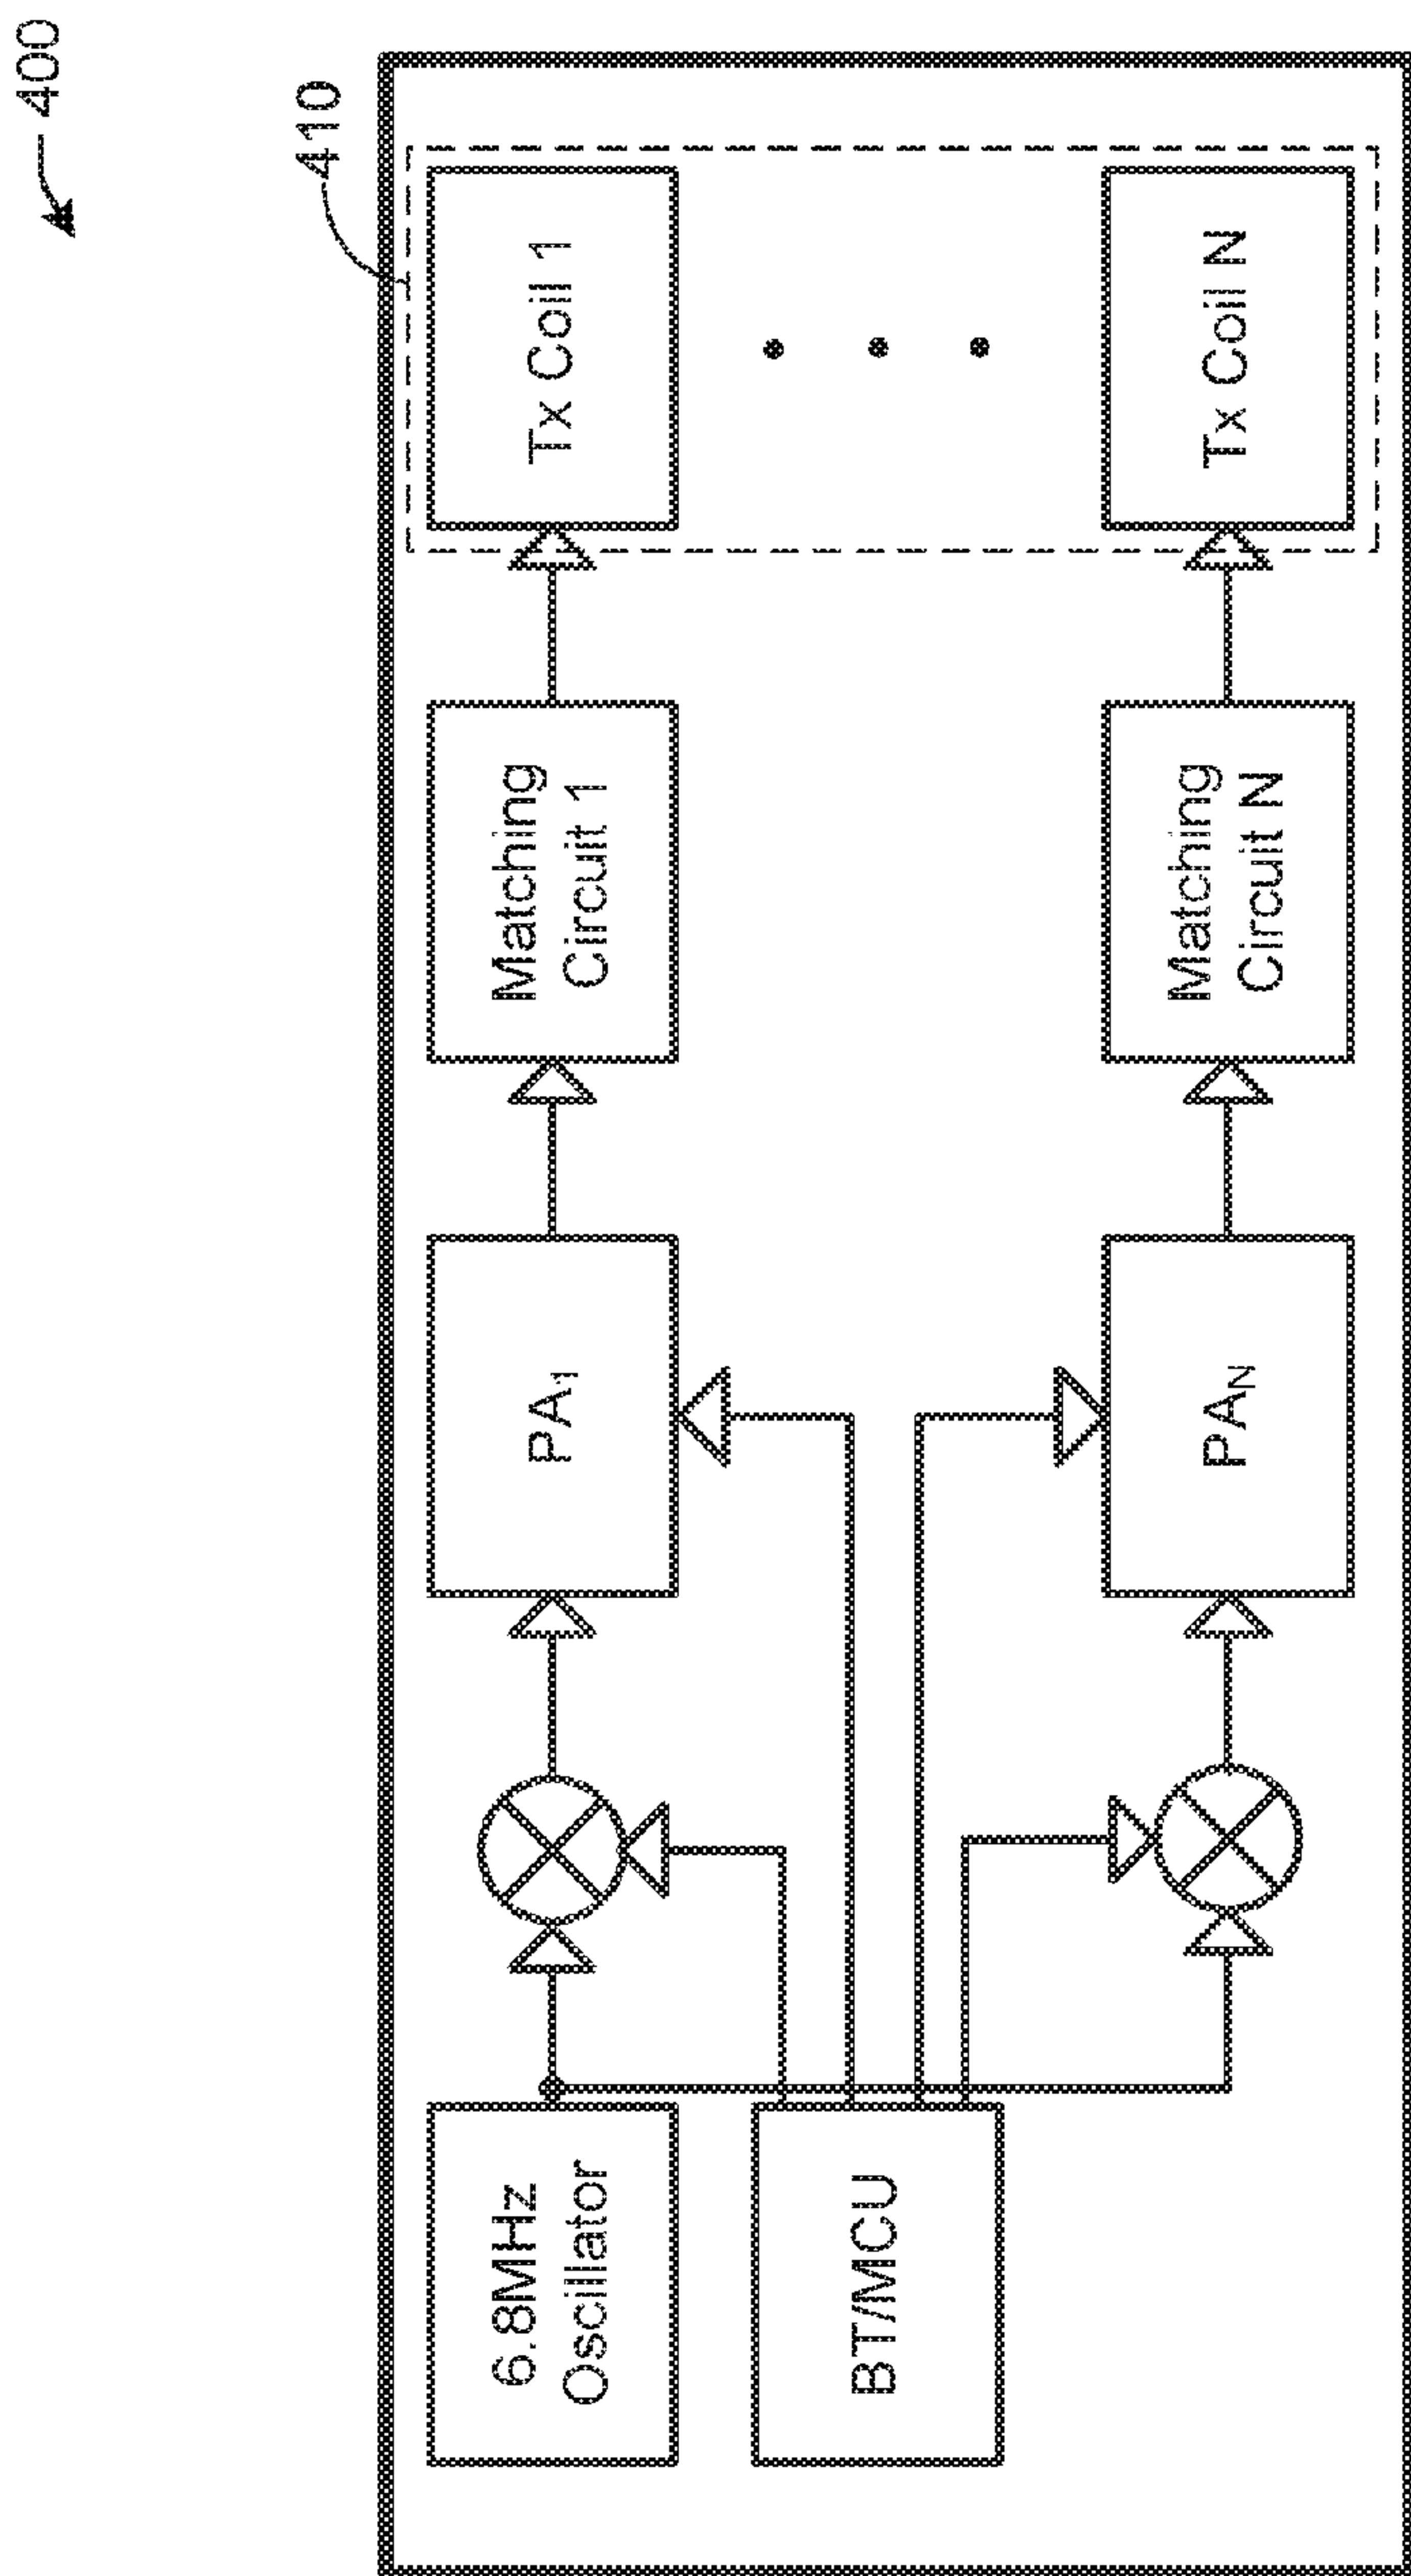 400
410
6.8MHz
Oscillator
PA1
Matching
Circuit 1
Tx Coil 1
BT/MCU
PAN
Matching
Circuit N
Tx Coil N